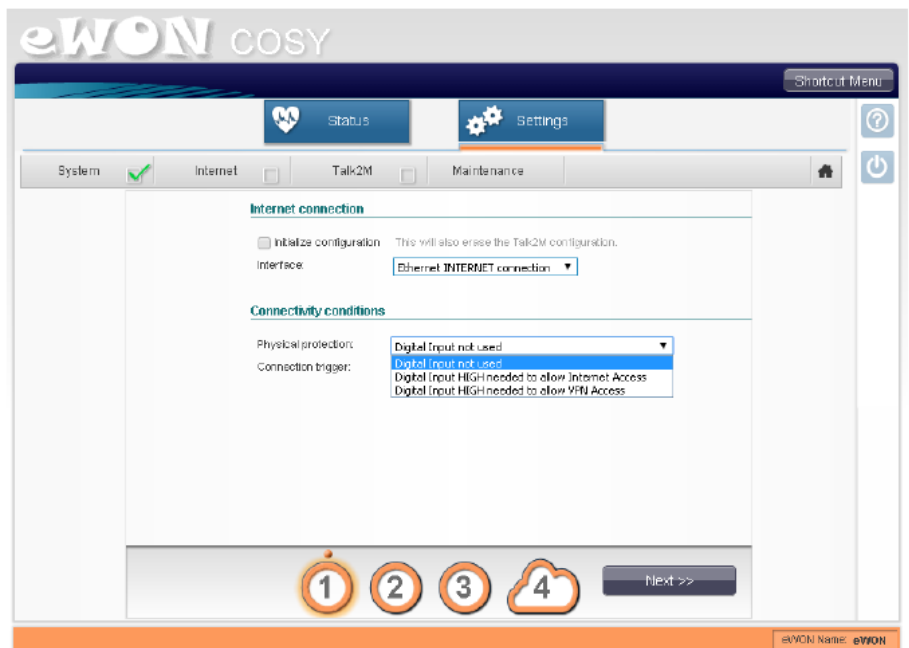 eWON COSY
Shortcut Menu
Status
Settings
System
Internet
Talk2M
Maintenance
Internet connection
Initialize configuration This will also erase the Talk2M configuration.
Interface: Ethernet INTERNET connection
Connectivity conditions
Physical protection: Digital Input not used
Digital Input not used
Connection trigger:
Digital Input HIGH needed to allow Internet Access
Digital Input HIGH needed to allow VPN Access
1
2
3
4
Next >>
eWON Name: eWON